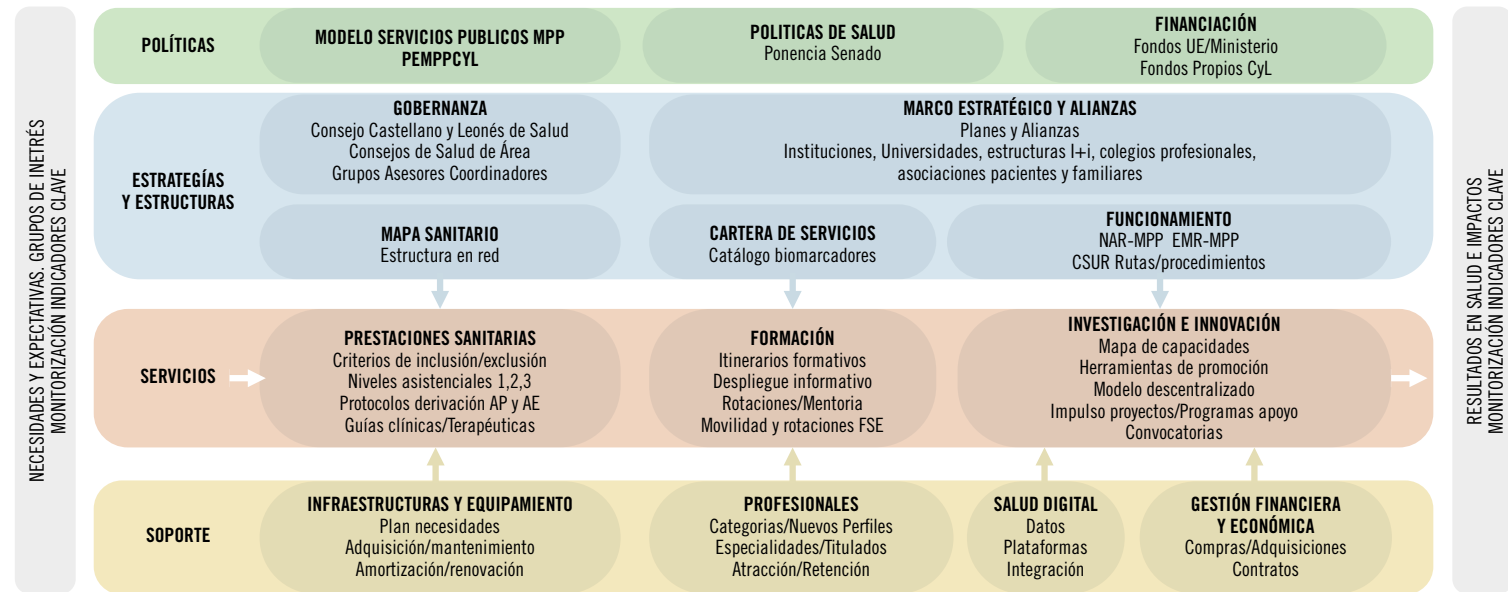 NECESIDADES Y EXPECTATIVAS. GRUPOS DE INETRÉS
MONITORIZACIÓN INDICADORES CLAVE
POLÍTICAS
MODELO SERVICIOS PUBLICOS MPP
PEMPPCYL
POLITICAS DE SALUD
Ponencia Senado
FINANCIACIÓN
Fondos UE/Ministerio
Fondos Propios CyL
ESTRATEGÍAS
Y ESTRUCTURAS
GOBERNANZA
Consejo Castellano y Leonés de Salud
Consejos de Salud de Área
Grupos Asesores Coordinadores
MARCO ESTRATÉGICO Y ALIANZAS
Planes y Alianzas
Instituciones, Universidades, estructuras I+i, colegios profesionales,
asociaciones pacientes y familiares
MAPA SANITARIO
Estructura en red
CARTERA DE SERVICIOS
Catálogo biomarcadores
FUNCIONAMIENTO
NAR-MPP EMR-MPP
CSUR Rutas/procedimientos
SERVICIOS
PRESTACIONES SANITARIAS
Criterios de inclusión/exclusión
Niveles asistenciales 1,2,3
Protocolos derivación AP y AE
Guías clínicas/Terapéuticas
FORMACIÓN
Itinerarios formativos
Despliegue informativo
Rotaciones/Mentoria
Movilidad y rotaciones FSE
INVESTIGACIÓN E INNOVACIÓN
Mapa de capacidades
Herramientas de promoción
Modelo descentralizado
Impulso proyectos/Programas apoyo
Convocatorias
SOPORTE
INFRAESTRUCTURAS Y EQUIPAMIENTO
Plan necesidades
Adquisición/mantenimiento
Amortización/renovación
PROFESIONALES
Categorias/Nuevos Perfiles
Especialidades/Titulados
Atracción/Retención
SALUD DIGITAL
Datos
Plataformas
Integración
GESTIÓN FINANCIERA
Y ECONÓMICA
Compras/Adquisiciones
Contratos
RESULTADOS EN SALUD E IMPACTOS
MONITORIZACIÓN INDICADORES CLAVE